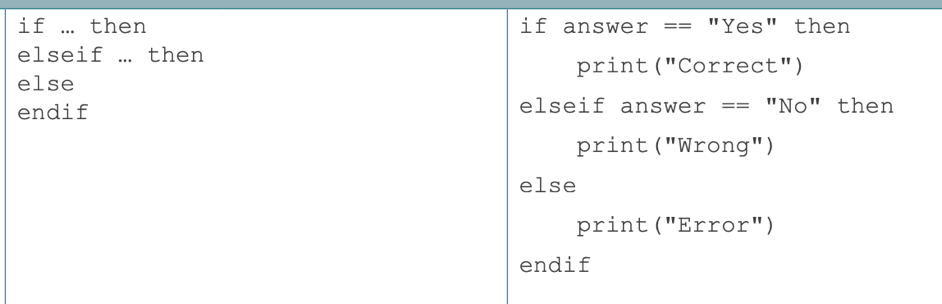 if … then
elseif … then
else
endif
if answer == "Yes" then
    print("Correct")
elseif answer == "No" then
    print("Wrong")
else
    print("Error")
endif